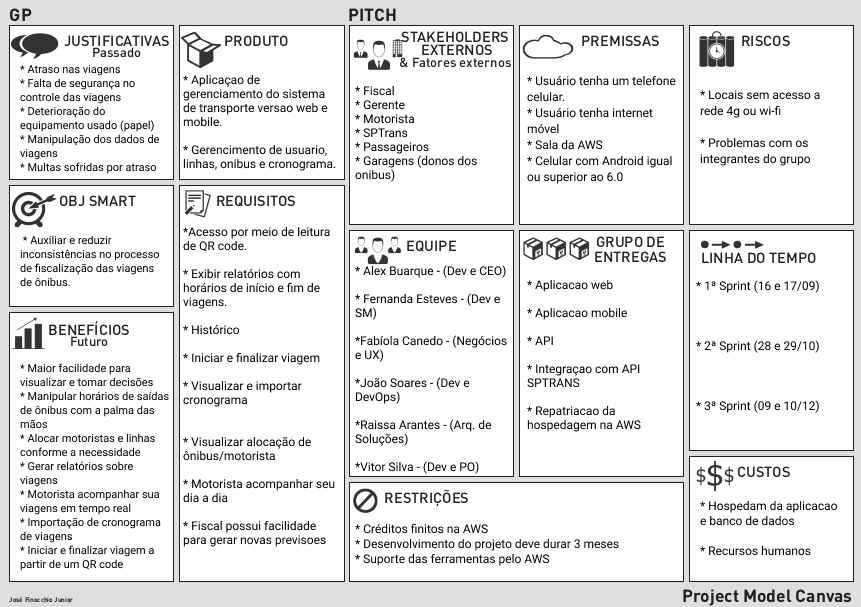 GP
PITCH
JUSTIFICATIVAS
Passado
* Atraso nas viagens
* Falta de segurança no
controle das viagens
* Deterioração do
equipamento usado (papel)
* Manipulação dos dados de
viagens
* Multas sofridas por atraso
OBJ SMART
* Auxiliar e reduzir
inconsistências no processo
de fiscalização das viagens
de ônibus.
BENEFÍCIOS
Futuro
* Maior facilidade para
visualizar e tomar decisões
* Manipular horários de saídas
de ônibus com a palma das
mãos
* Alocar motoristas e linhas
conforme a necessidade
* Gerar relatórios sobre
viagens
* Motorista acompanhar sua
viagens em tempo real
* Importação de cronograma
de viagens
* Iniciar e finalizar viagem a
partir de um QR code
PRODUTO
* Aplicaçao de
gerenciamento do sistema
de transporte versao web e
mobile.
* Gerencimento de usuario,
linhas, onibus e cronograma.
REQUISITOS
*Acesso por meio de leitura
de QR code.
* Exibir relatórios com
horários de início e fim de
viagens.
* Histórico
* Iniciar e finalizar viagem
* Visualizar e importar
cronograma
* Visualizar alocação de
ônibus/motorista
* Motorista acompanhar seu
dia a dia
* Fiscal possui facilidade
para gerar novas previsoes
STAKEHOLDERS
EXTERNOS
& Fatores externos
* Fiscal
* Gerente
* Motorista
* SPTrans
* Passageiros
* Garagens (donos dos
onibus)
EQUIPE
* Alex Buarque - (Dev e CEO)
* Fernanda Esteves - (Dev e
SM)
*Fabíola Canedo - (Negócios
e UX)
*João Soares - (Dev e
DevOps)
*Raissa Arantes - (Arq. de
Soluções)
*Vitor Silva - (Dev e PO)
PREMISSAS
* Usuário tenha um telefone
celular.
* Usuário tenha internet
móvel
* Sala da AWS
* Celular com Android igual
ou superior ao 6.0
GRUPO DE
ENTREGAS
* Aplicacao web
* Aplicacao mobile
* API
* Integraçao com API
SPTRANS
* Repatriacao da
hospedagem na AWS
RESTRIÇÕES
* Créditos finitos na AWS
* Desenvolvimento do projeto deve durar 3 meses
* Suporte das ferramentas pelo AWS
RISCOS
* Locais sem acesso a
rede 4g ou wi-fi
* Problemas com os
integrantes do grupo
LINHA DO TEMPO
* 1ª Sprint (16 e 17/09)
* 2ª Sprint (28 e 29/10)
* 3ª Sprint (09 e 10/12)
$$$ CUSTOS
* Hospedam da aplicacao
e banco de dados
* Recursos humanos
José Finocchio Junior
Project Model Canvas